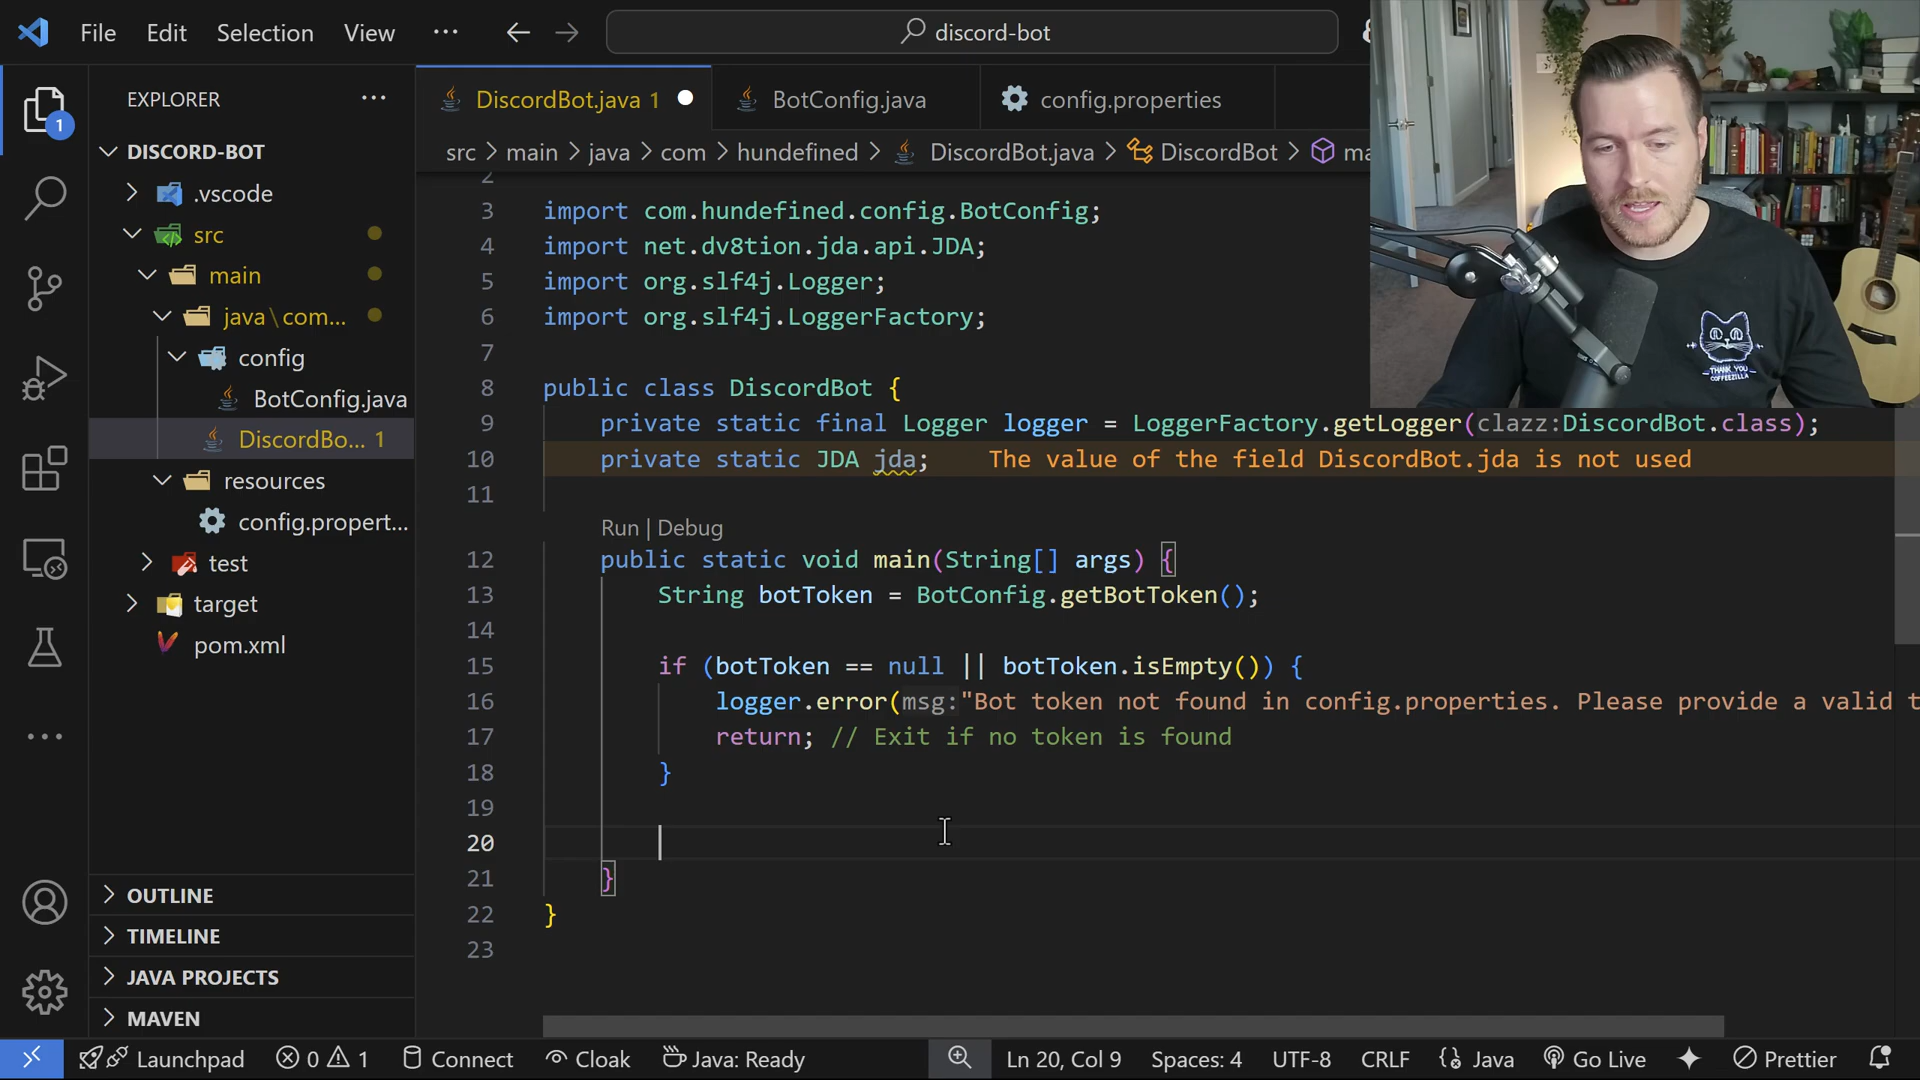 File Edit Selection View ... discord-bot
EXPLORER ...
1
DISCORD-BOT
.vscode
src
main
java\com...
config
BotConfig.java
DiscordBo... 1
resources
config.propert...
test
target
pom.xml
OUTLINE
TIMELINE
JAVA PROJECTS
MAVEN
DiscordBot.java 1 BotConfig.java config.properties
src > main > java > com > hundefined > DiscordBot.java > DiscordBot > ma
2
3 import com.hundefined.config.BotConfig;
4 import net.dv8tion.jda.api.JDA;
5 import org.slf4j.Logger;
6 import org.slf4j.LoggerFactory;
7
8 public class DiscordBot {
9 private static final Logger logger = LoggerFactory.getLogger(clazz:DiscordBot.class);
10 private static JDA jda; The value of the field DiscordBot.jda is not used
11
Run | Debug
12 public static void main(String[] args) {
13 String botToken = BotConfig.getBotToken();
14
15 if (botToken == null || botToken.isEmpty()) {
16 logger.error(msg:"Bot token not found in config.properties. Please provide a valid t
17 return; // Exit if no token is found
18 }
19
20
21 }
22 }
23
THANK YOU
COFFEEZILLA
Launchpad 0 1 Connect Cloak Java: Ready Ln 20, Col 9 Spaces: 4 UTF-8 CRLF {} Java Go Live Prettier